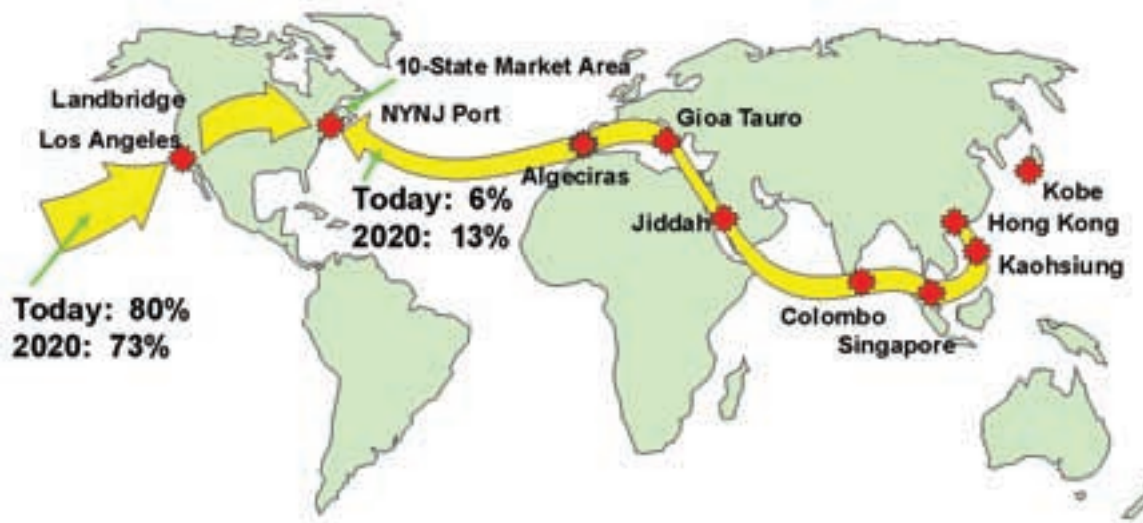 10-State Market Area
Landbridge
NYNJ Port
Gioa Tauro
Los Angeles
Algeciras
Kobe
Today: 6%
2020: 13%
Jiddah
Hong Kong
Kaohsiung
Today: 80%
2020: 73%
Colombo
Singapore